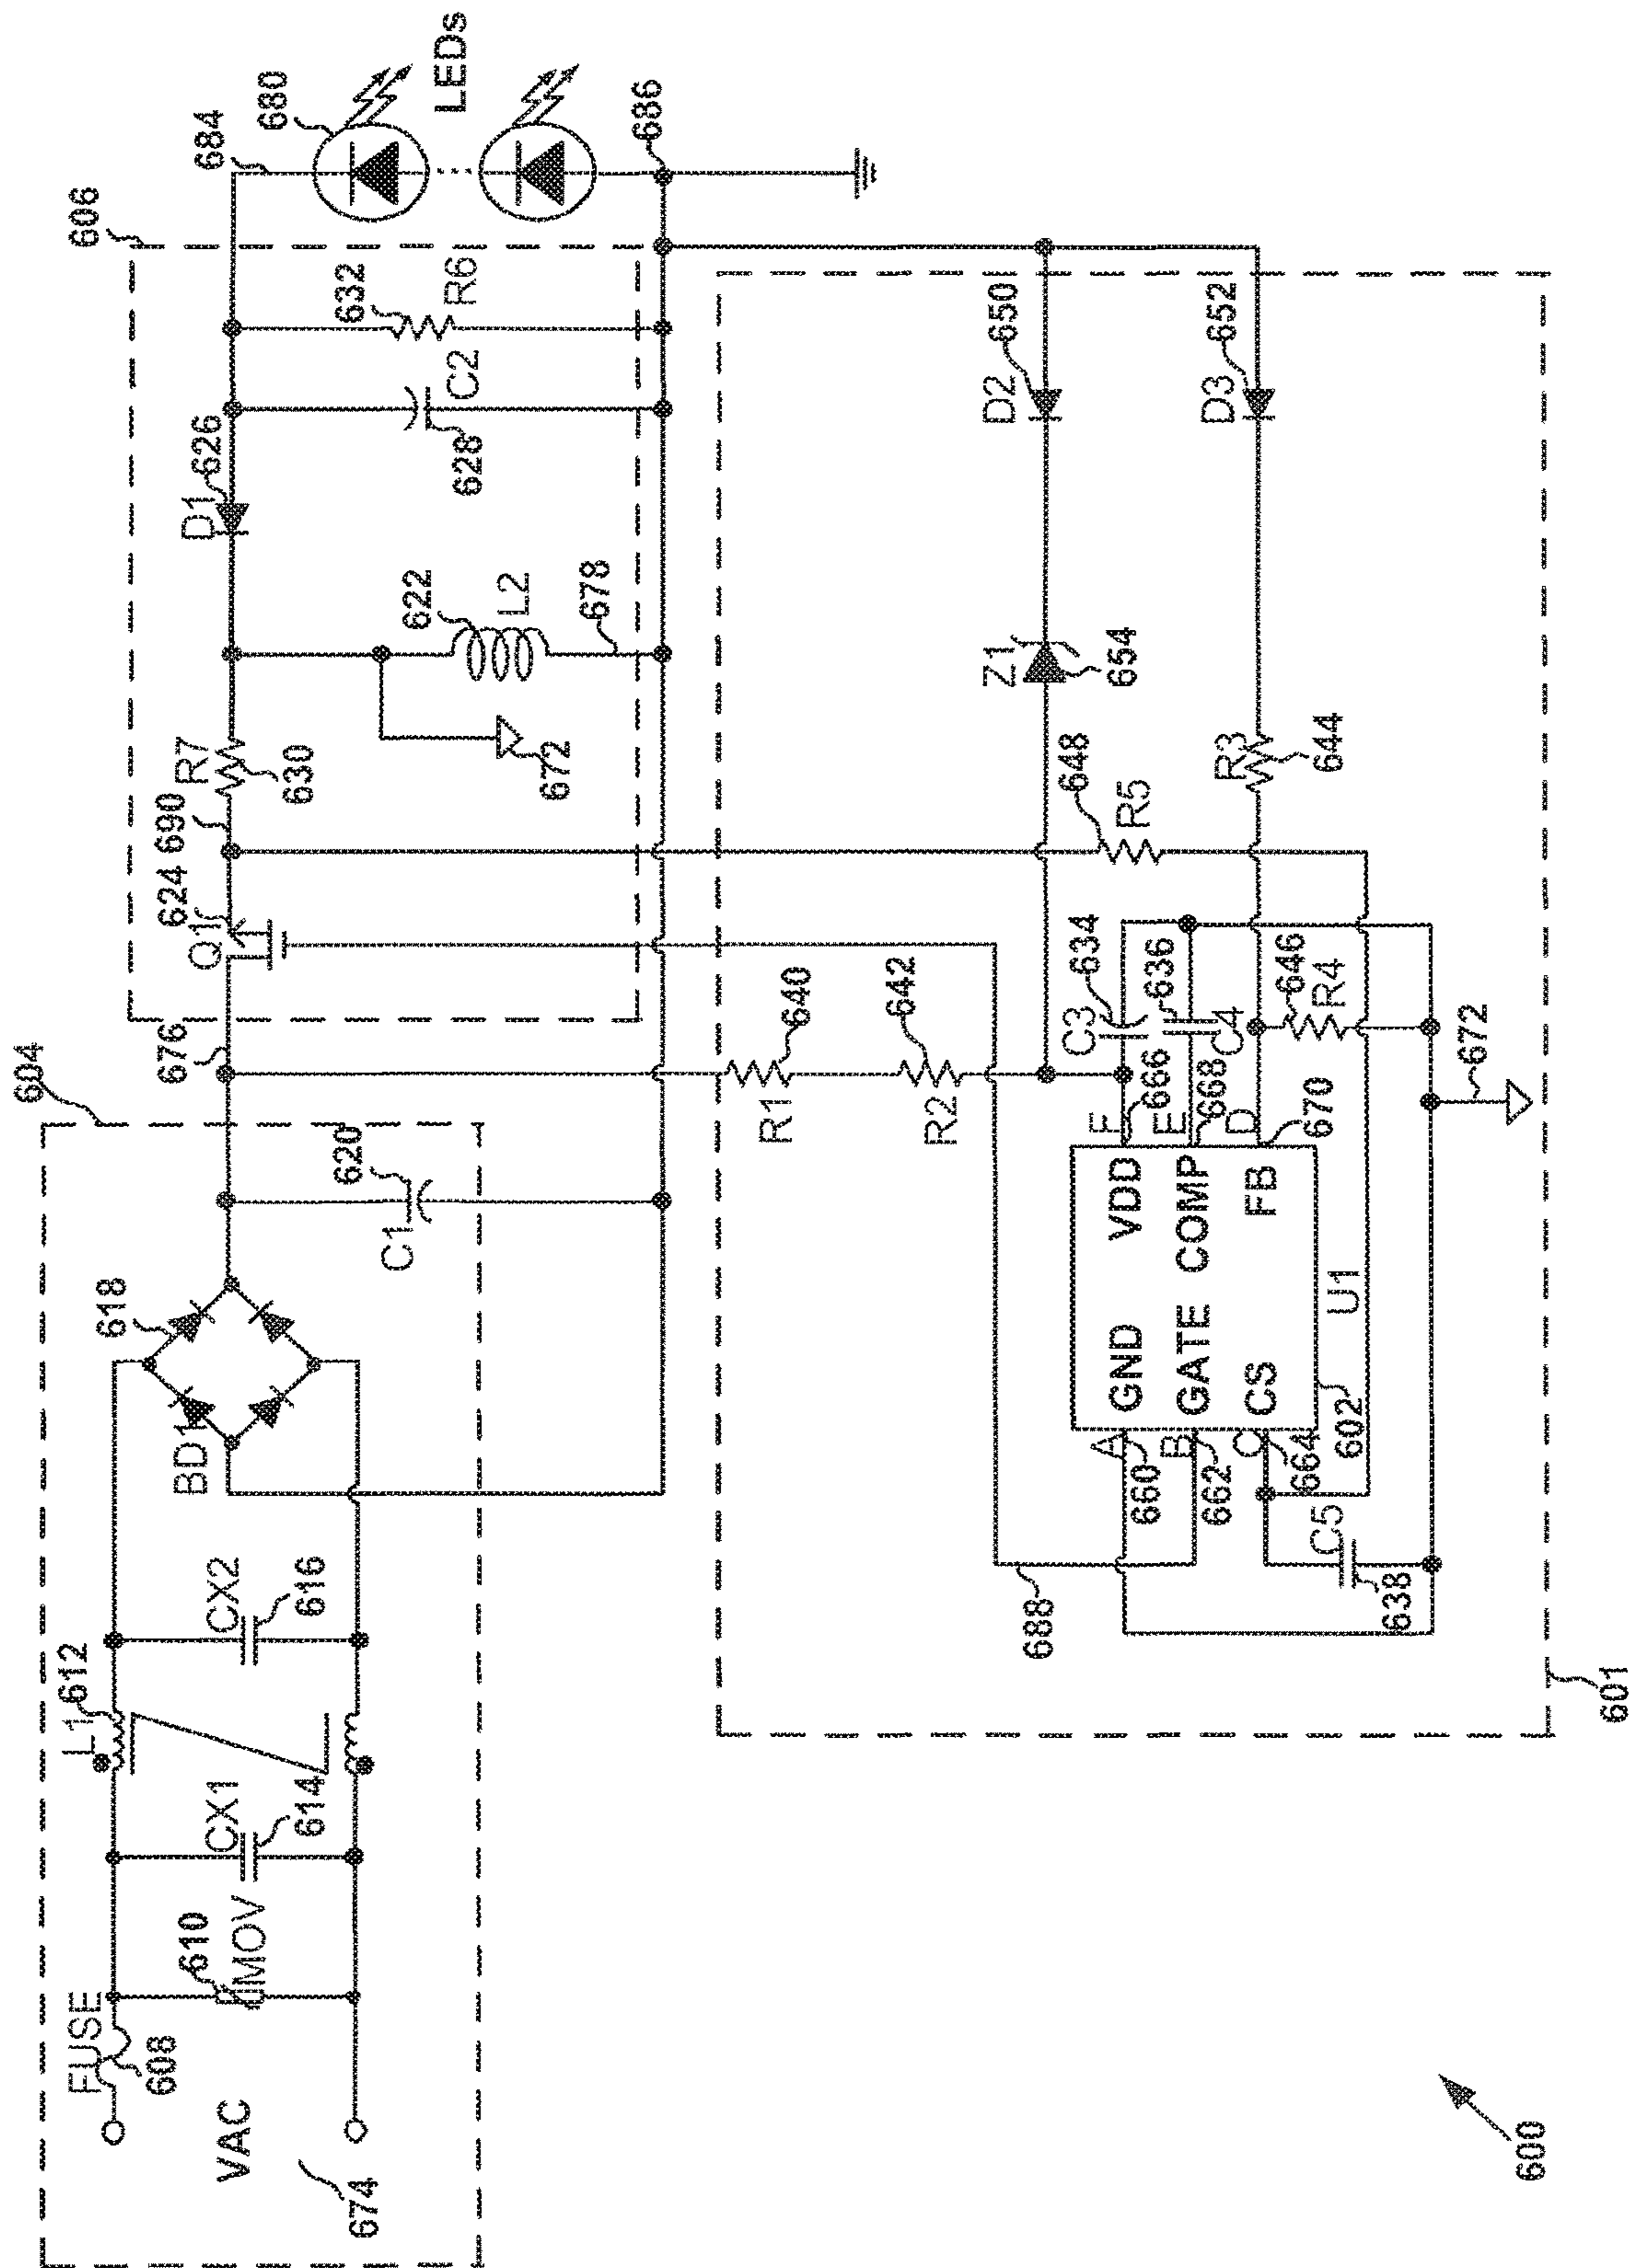 604
606
FUSE
608
610
MOV
VAC
674
CX1
614
L1
612
CX2
616
BD1
618
C1
620
676
Q1
624
690
R7
630
672
622
L2
678
D1
626
C2
628
632
R6
684
680
LEDs
686
R1
640
R2
642
648
R5
Z1
654
D2
650
D3
652
R3
644
C3
634
636
C4
646
R4
672
F
666
E
668
D
670
GND VDD
GATE COMP
CS FB
U1
602
A
660
B
662
C
664
C5
638
688
601
600